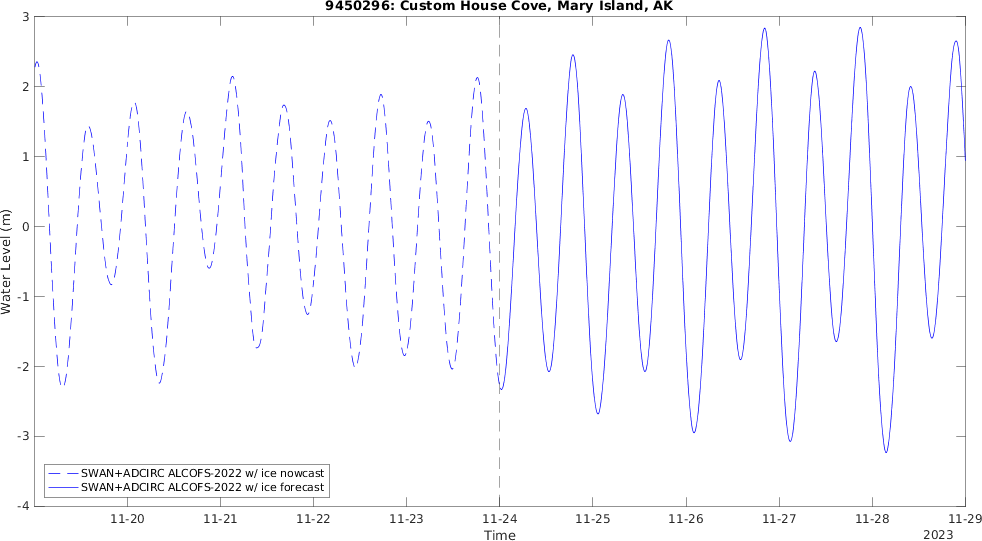 9450296: Custom House Cove, Mary Island, AK
3
2
1
0
-1
-2
-3
-4
Water Level (m)
SWAN+ADCIRC ALCOFS-2022 w/ ice nowcast
SWAN+ADCIRC ALCOFS-2022 w/ ice forecast
11-20 11-21 11-22 11-23 11-24 11-25 11-26 11-27 11-28 11-29
Time 2023